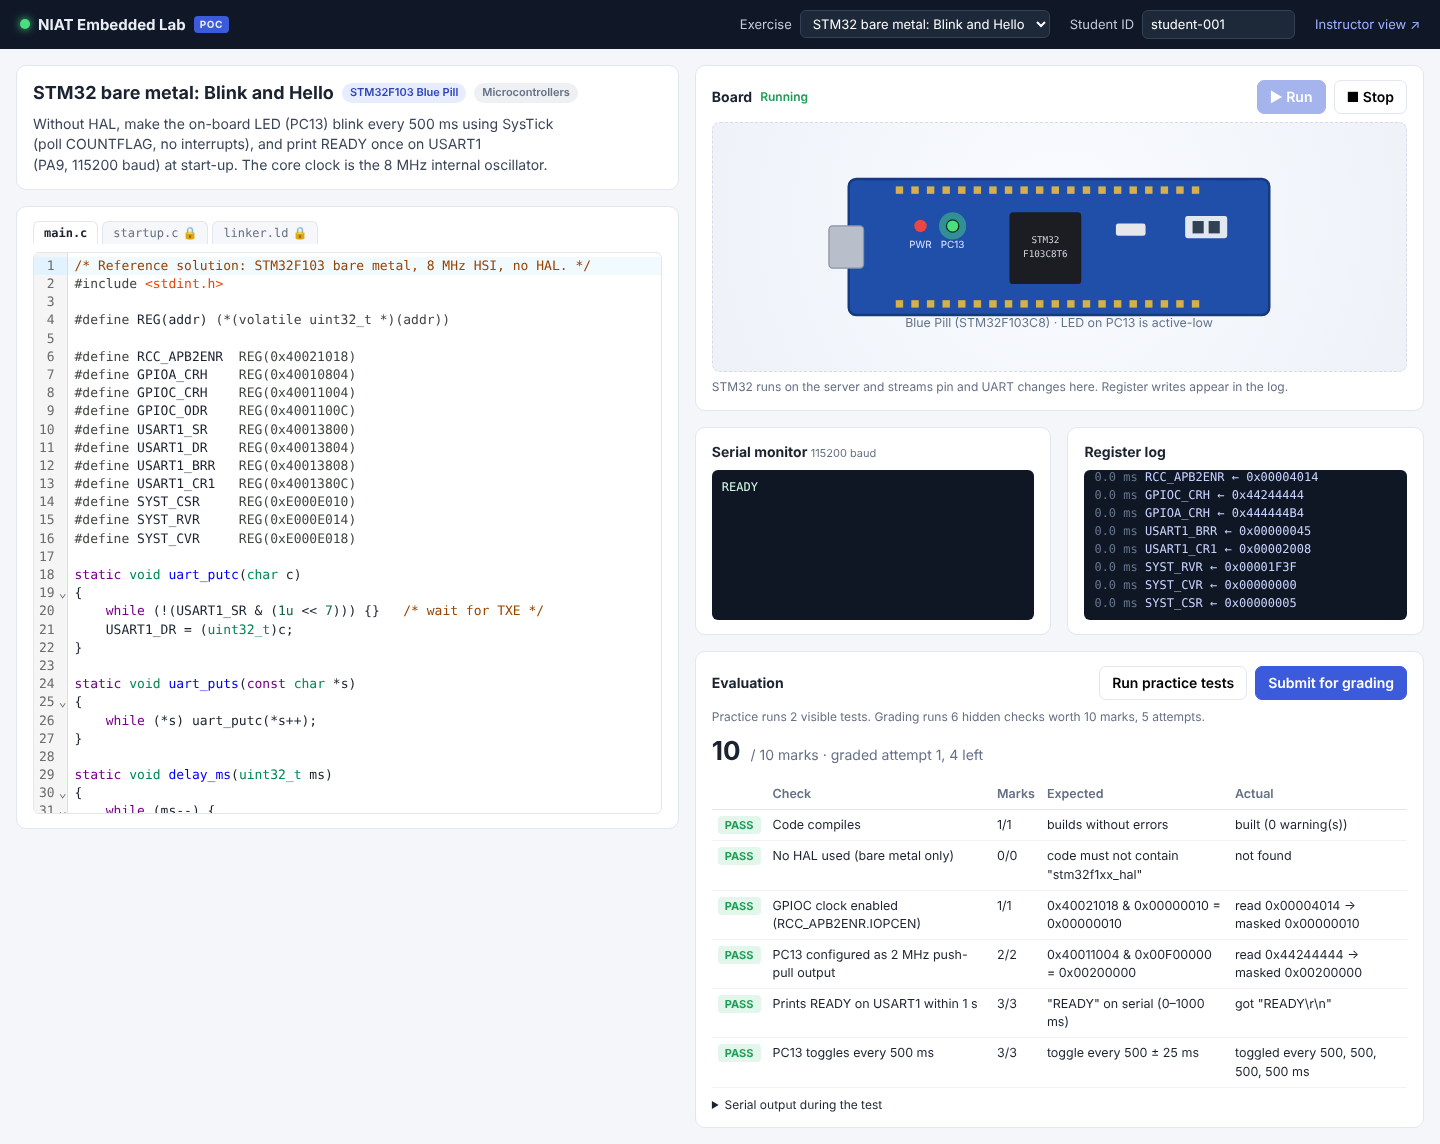 NIAT Embedded Lab POC
Exercise STM32 bare metal: Blink and Hello Student ID student-001 Instructor view ↗
STM32 bare metal: Blink and Hello STM32F103 Blue Pill Microcontrollers
Without HAL, make the on-board LED (PC13) blink every 500 ms using SysTick
(poll COUNTFLAG, no interrupts), and print READY once on USART1
(PA9, 115200 baud) at start-up. The core clock is the 8 MHz internal oscillator.
main.c startup.c 🔒 linker.ld 🔒
1 /* Reference solution: STM32F103 bare metal, 8 MHz HSI, no HAL. */
2 #include <stdint.h>
3
4 #define REG(addr) (*(volatile uint32_t *)(addr))
5
6 #define RCC_APB2ENR  REG(0x40021018)
7 #define GPIOA_CRH    REG(0x40010804)
8 #define GPIOC_CRH    REG(0x40011004)
9 #define GPIOC_ODR    REG(0x4001100C)
10 #define USART1_SR    REG(0x40013800)
11 #define USART1_DR    REG(0x40013804)
12 #define USART1_BRR   REG(0x40013808)
13 #define USART1_CR1   REG(0x4001380C)
14 #define SYST_CSR     REG(0xE000E010)
15 #define SYST_RVR     REG(0xE000E014)
16 #define SYST_CVR     REG(0xE000E018)
17
18 static void uart_putc(char c)
19 {
20     while (!(USART1_SR & (1u << 7))) {}   /* wait for TXE */
21     USART1_DR = (uint32_t)c;
22 }
23
24 static void uart_puts(const char *s)
25 {
26     while (*s) uart_putc(*s++);
27 }
28
29 static void delay_ms(uint32_t ms)
30 {
31     while (ms--) {
Board Running ▶ Run ■ Stop
PWR PC13
STM32
F103C8T6
Blue Pill (STM32F103C8) · LED on PC13 is active-low
STM32 runs on the server and streams pin and UART changes here. Register writes appear in the log.
Serial monitor 115200 baud
READY
Register log
0.0 ms RCC_APB2ENR ← 0x00004014
0.0 ms GPIOC_CRH ← 0x44244444
0.0 ms GPIOA_CRH ← 0x444444B4
0.0 ms USART1_BRR ← 0x00000045
0.0 ms USART1_CR1 ← 0x00002008
0.0 ms SYST_RVR ← 0x00001F3F
0.0 ms SYST_CVR ← 0x00000000
0.0 ms SYST_CSR ← 0x00000005
Evaluation Run practice tests Submit for grading
Practice runs 2 visible tests. Grading runs 6 hidden checks worth 10 marks, 5 attempts.
10 / 10 marks · graded attempt 1, 4 left
Check Marks Expected Actual
PASS Code compiles 1/1 builds without errors built (0 warning(s))
PASS No HAL used (bare metal only) 0/0 code must not contain not found
"stm32f1xx_hal"
PASS GPIOC clock enabled 1/1 0x40021018 & 0x00000010 = read 0x00004014 →
(RCC_APB2ENR.IOPCEN) 0x00000010 masked 0x00000010
PASS PC13 configured as 2 MHz push- 2/2 0x40011004 & 0x00F00000 read 0x44244444 →
pull output = 0x00200000 masked 0x00200000
PASS Prints READY on USART1 within 1 s 3/3 "READY" on serial (0–1000 got "READY\r\n"
ms)
PASS PC13 toggles every 500 ms 3/3 toggle every 500 ± 25 ms toggled every 500, 500,
500, 500 ms
▶ Serial output during the test